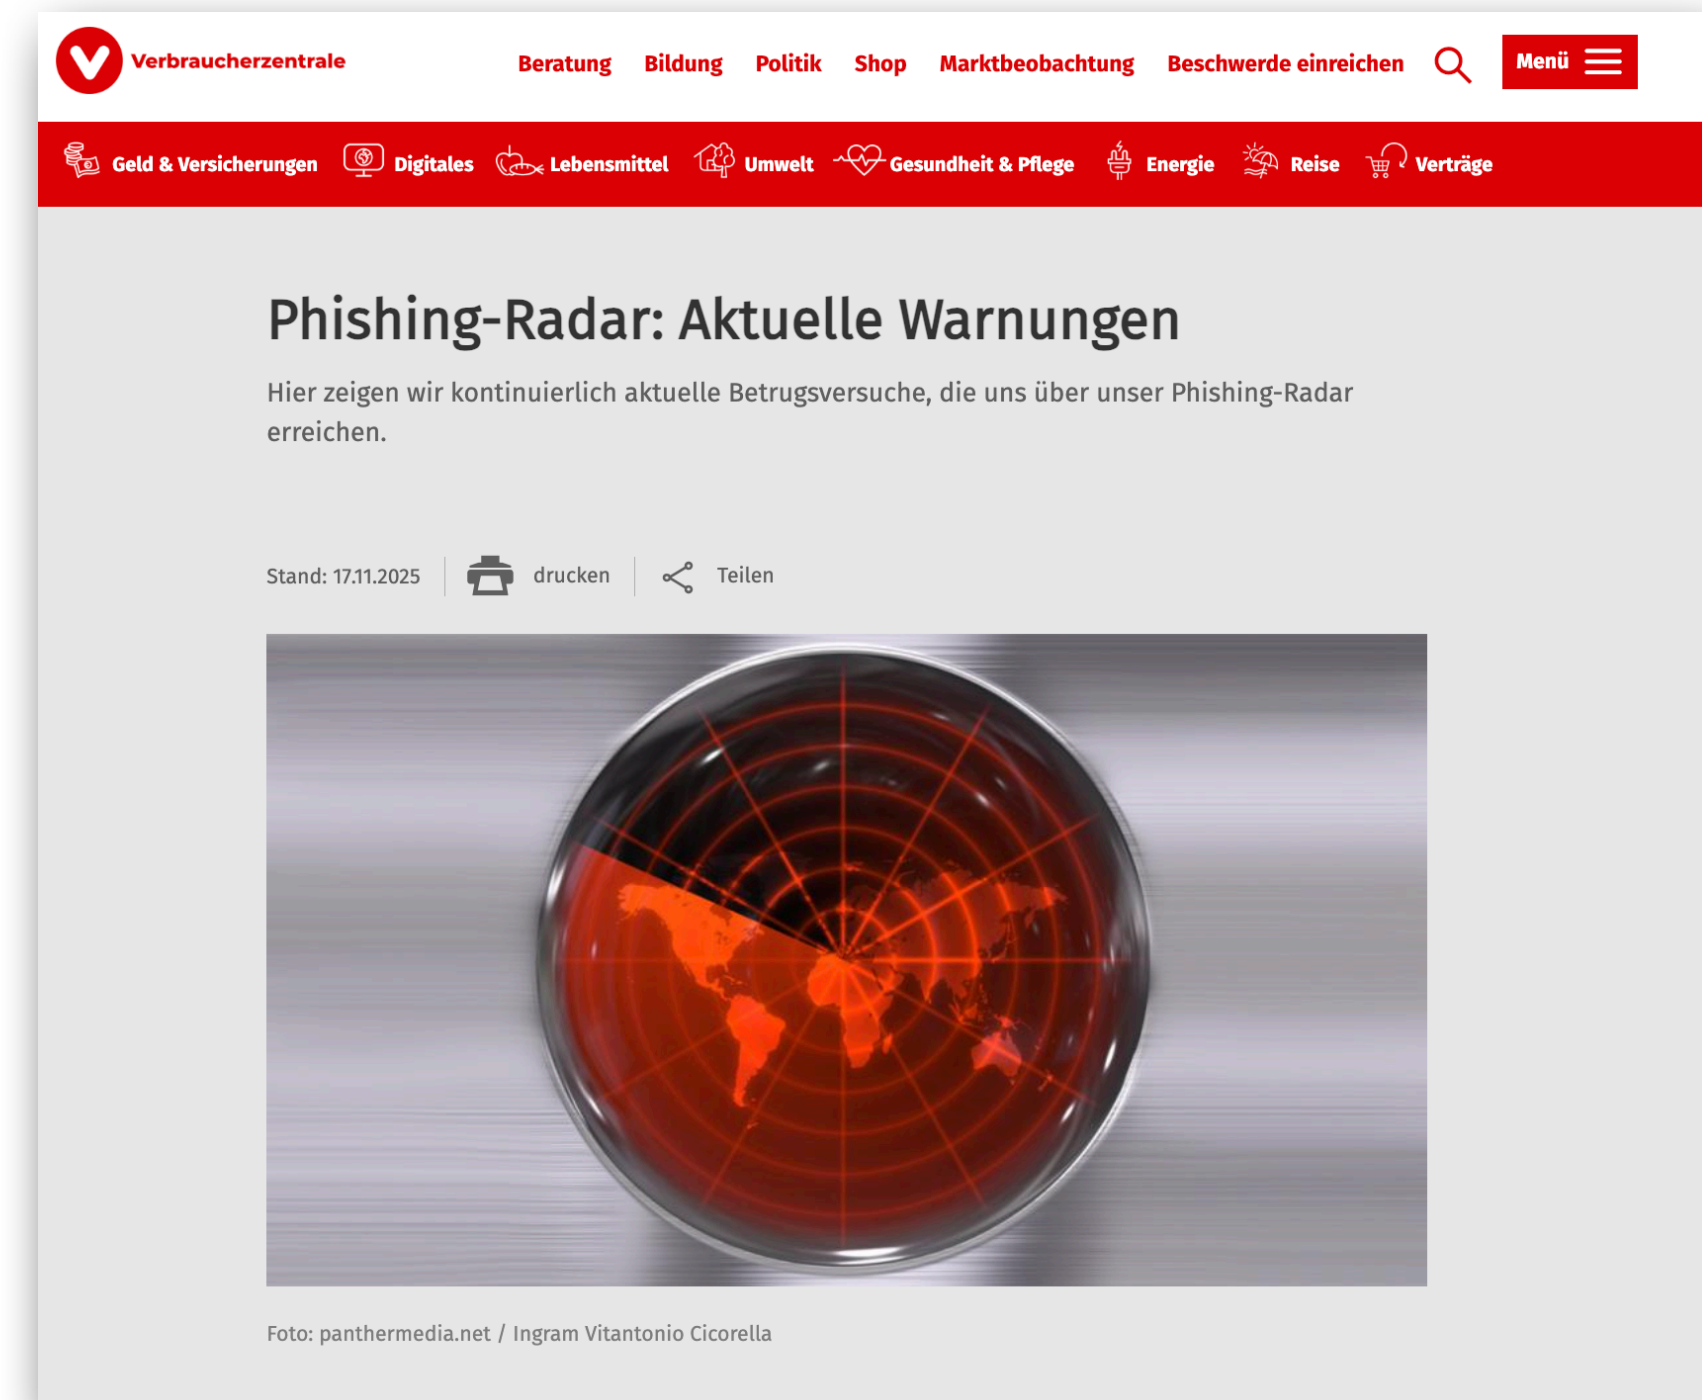 Verbraucherzentrale
Beratung Bildung Politik Shop Marktbeobachtung Beschwerde einreichen Menü
Geld & Versicherungen Digitales Lebensmittel Umwelt Gesundheit & Pflege Energie Reise Verträge
Phishing-Radar: Aktuelle Warnungen
Hier zeigen wir kontinuierlich aktuelle Betrugsversuche, die uns über unser Phishing-Radar
erreichen.
Stand: 17.11.2025 drucken Teilen
Foto: panthermedia.net / Ingram Vitantonio Cicorella